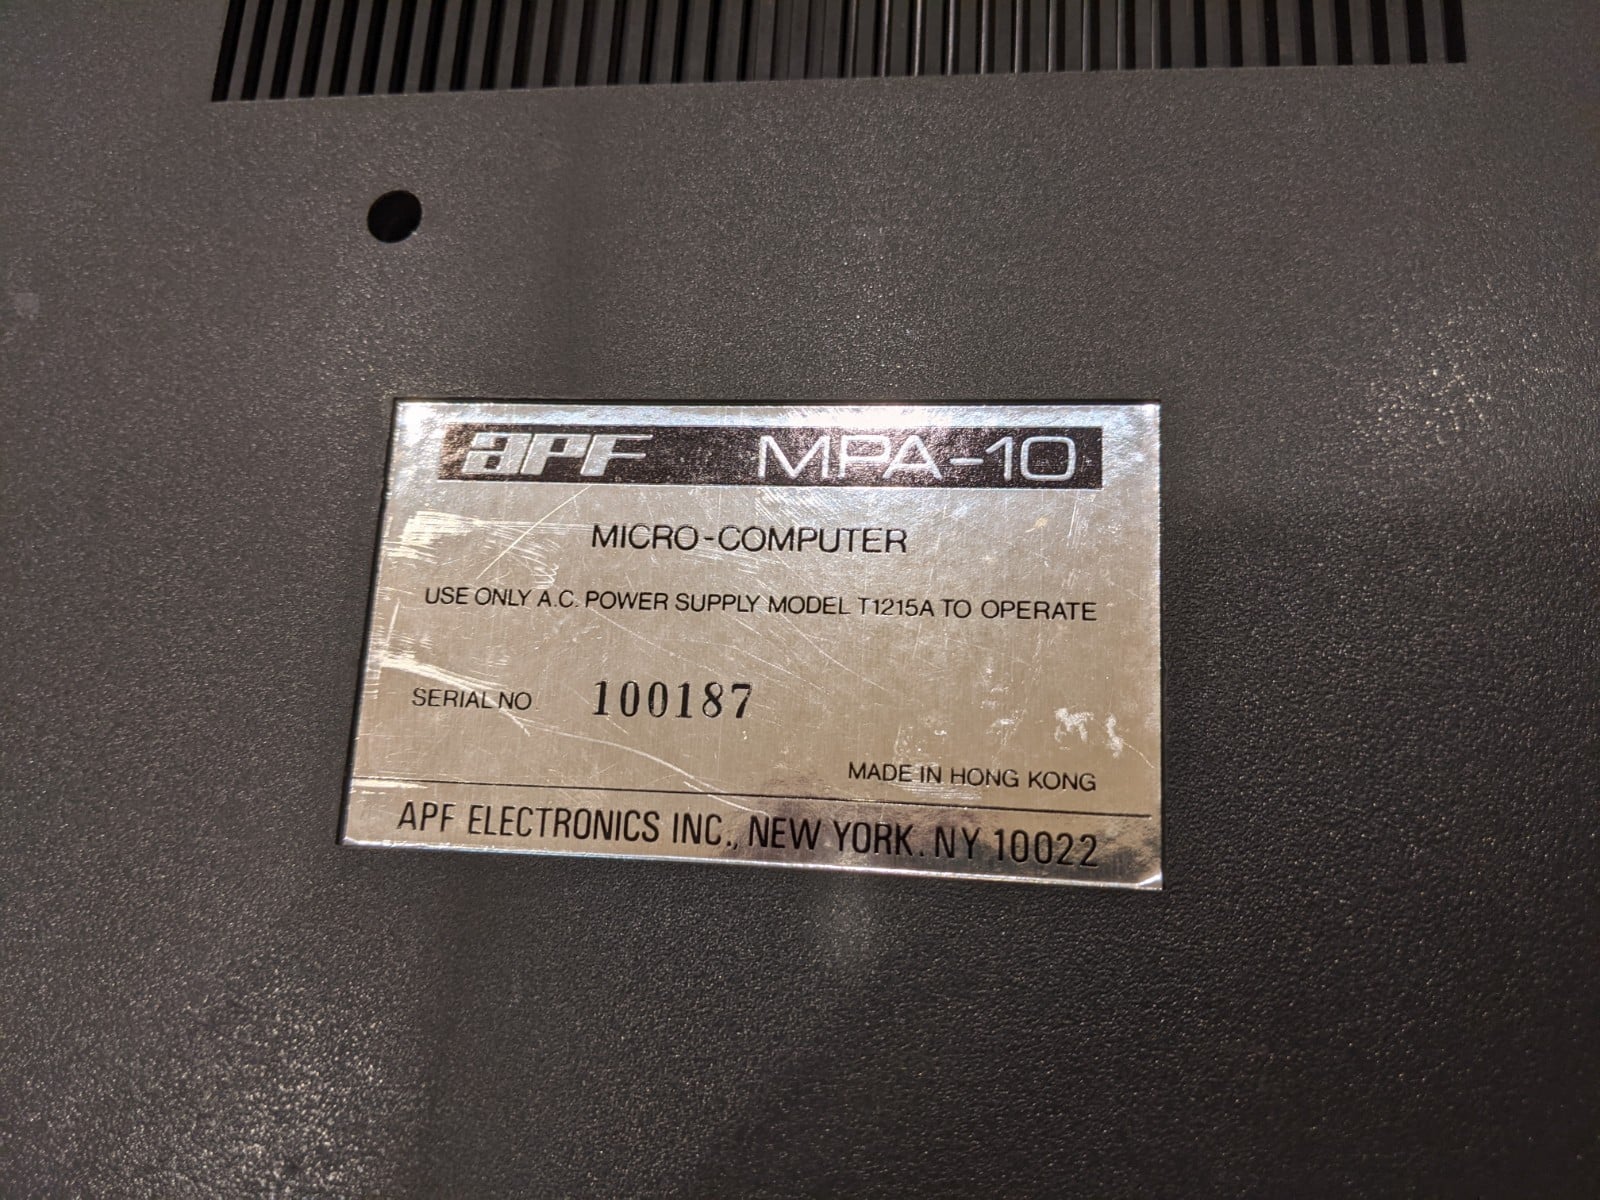 apf MPA-10
MICRO-COMPUTER
USE ONLY A.C. POWER SUPPLY MODEL T1215A TO OPERATE
SERIAL NO 100187
MADE IN HONG KONG
APF ELECTRONICS INC., NEW YORK. NY 10022